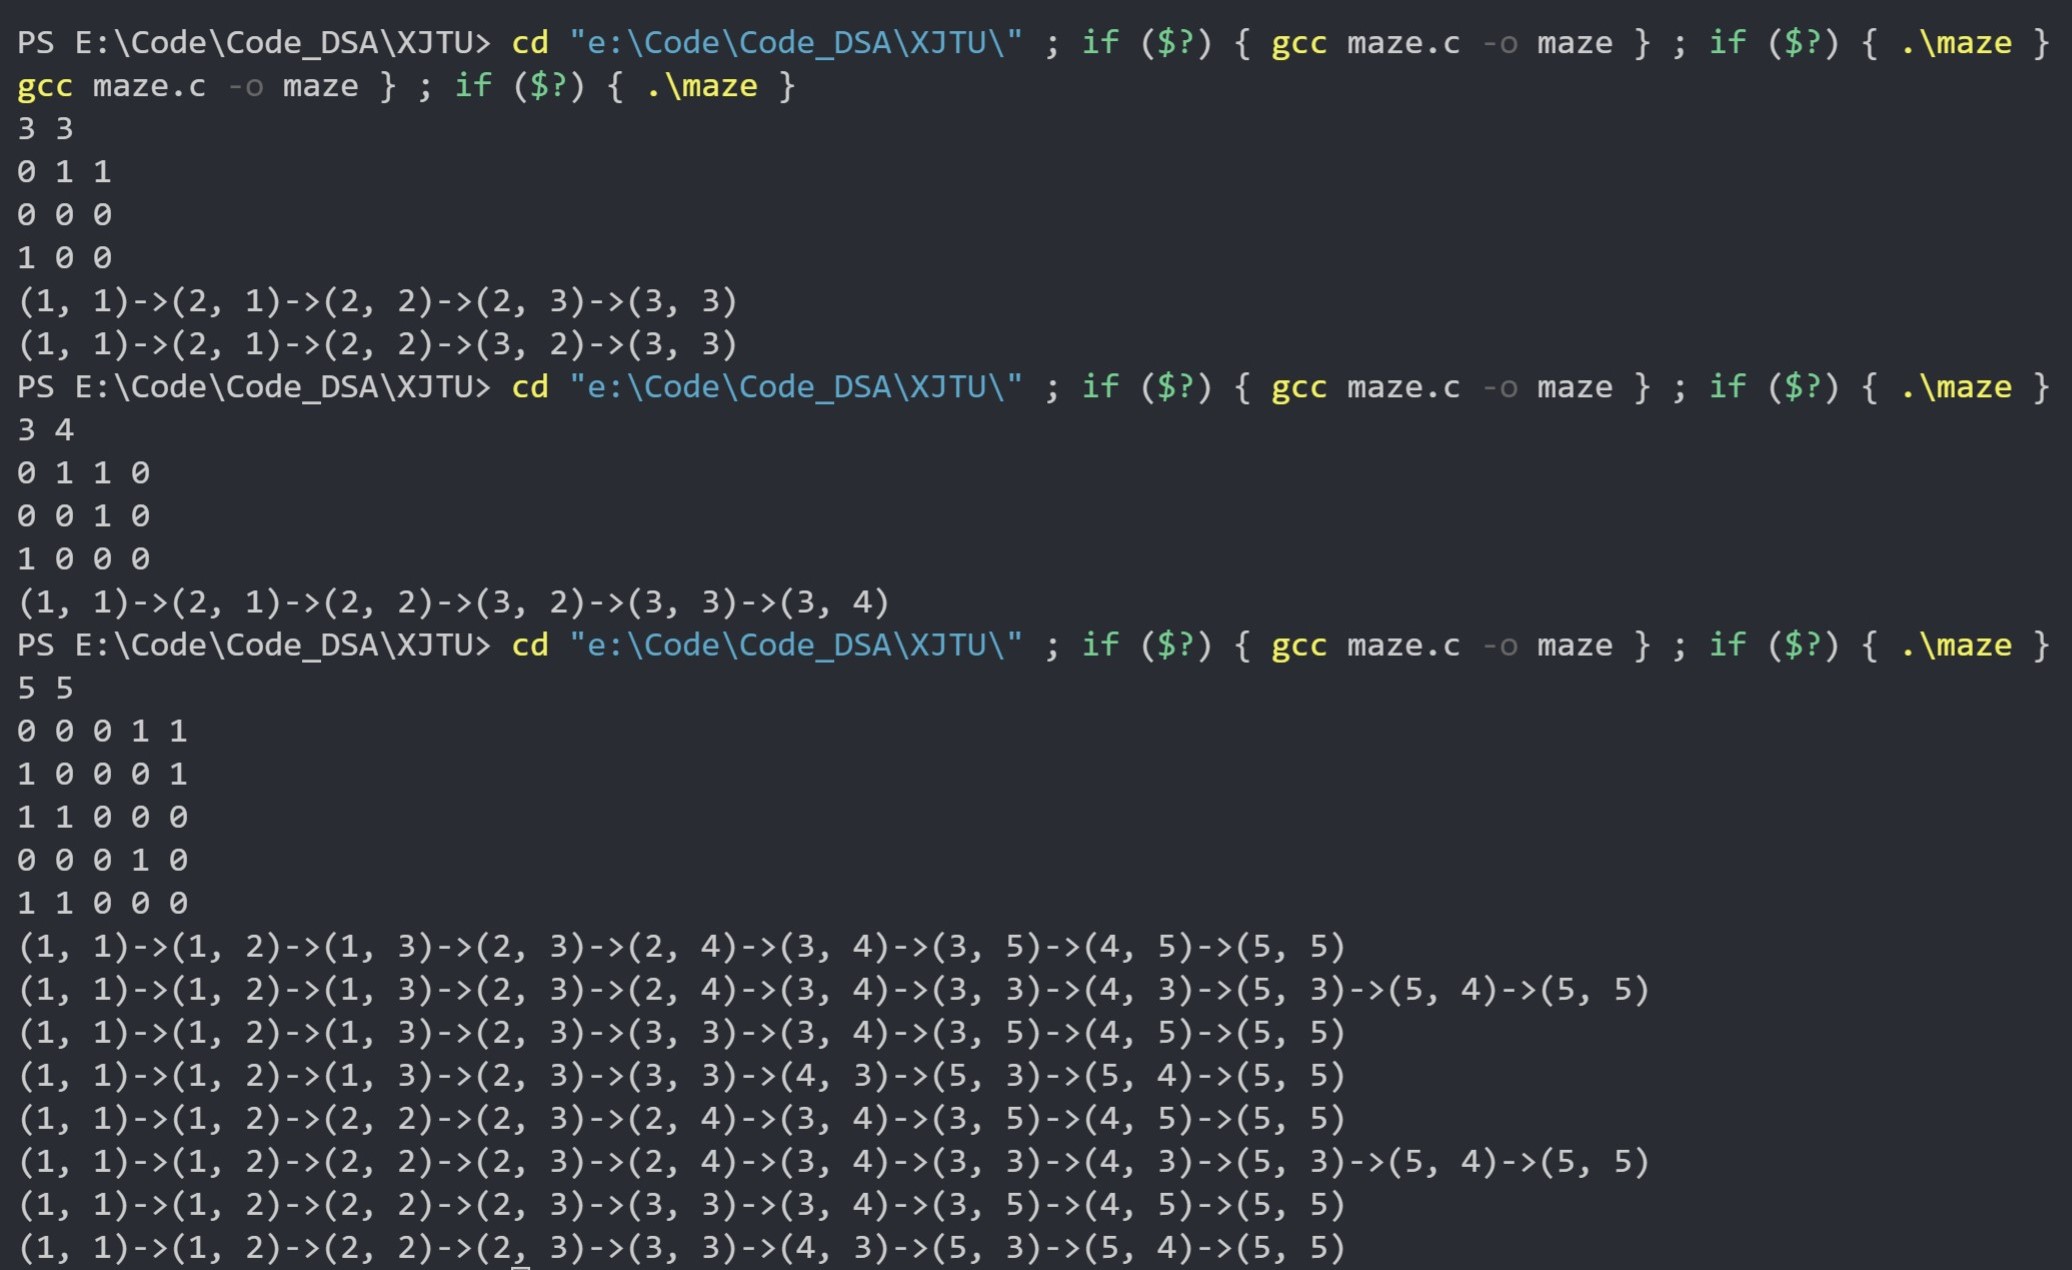 PS E:\Code\Code_DSA\XJTU> cd "e:\Code\Code_DSA\XJTU\" ; if ($?) { gcc maze.c -o maze } ; if ($?) { .\maze }
gcc maze.c -o maze } ; if ($?) { .\maze }
3 3
0 1 1
0 0 0
1 0 0
(1, 1)->(2, 1)->(2, 2)->(2, 3)->(3, 3)
(1, 1)->(2, 1)->(2, 2)->(3, 2)->(3, 3)
PS E:\Code\Code_DSA\XJTU> cd "e:\Code\Code_DSA\XJTU\" ; if ($?) { gcc maze.c -o maze } ; if ($?) { .\maze }
3 4
0 1 1 0
0 0 1 0
1 0 0 0
(1, 1)->(2, 1)->(2, 2)->(3, 2)->(3, 3)->(3, 4)
PS E:\Code\Code_DSA\XJTU> cd "e:\Code\Code_DSA\XJTU\" ; if ($?) { gcc maze.c -o maze } ; if ($?) { .\maze }
5 5
0 0 0 1 1
1 0 0 0 1
1 1 0 0 0
0 0 0 1 0
1 1 0 0 0
(1, 1)->(1, 2)->(1, 3)->(2, 3)->(2, 4)->(3, 4)->(3, 5)->(4, 5)->(5, 5)
(1, 1)->(1, 2)->(1, 3)->(2, 3)->(2, 4)->(3, 4)->(3, 3)->(4, 3)->(5, 3)->(5, 4)->(5, 5)
(1, 1)->(1, 2)->(1, 3)->(2, 3)->(3, 3)->(3, 4)->(3, 5)->(4, 5)->(5, 5)
(1, 1)->(1, 2)->(1, 3)->(2, 3)->(3, 3)->(4, 3)->(5, 3)->(5, 4)->(5, 5)
(1, 1)->(1, 2)->(2, 2)->(2, 3)->(2, 4)->(3, 4)->(3, 5)->(4, 5)->(5, 5)
(1, 1)->(1, 2)->(2, 2)->(2, 3)->(2, 4)->(3, 4)->(3, 3)->(4, 3)->(5, 3)->(5, 4)->(5, 5)
(1, 1)->(1, 2)->(2, 2)->(2, 3)->(3, 3)->(3, 4)->(3, 5)->(4, 5)->(5, 5)
(1, 1)->(1, 2)->(2, 2)->(2, 3)->(3, 3)->(4, 3)->(5, 3)->(5, 4)->(5, 5)